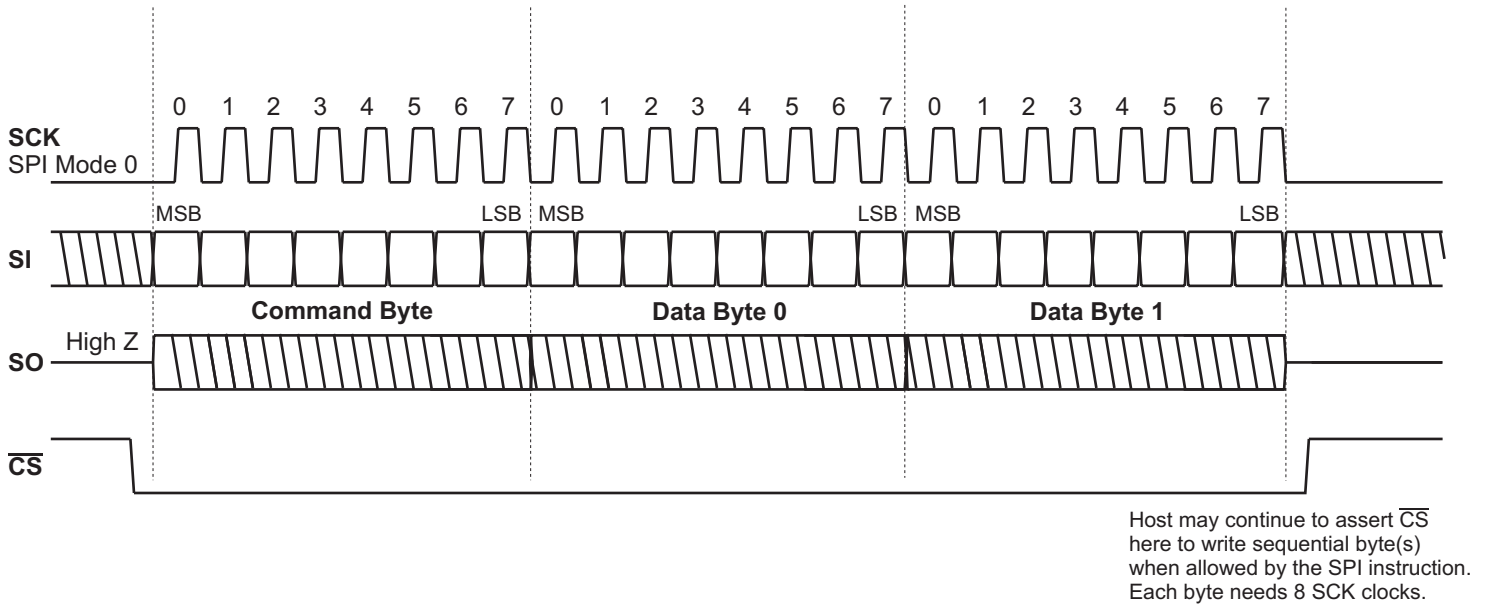 0 1 2 3 4 5 6 7 0 1 2 3 4 5 6 7 0 1 2 3 4 5 6 7
SCK
SPI Mode 0
MSB LSB MSB LSB MSB LSB
SI
Command Byte Data Byte 0 Data Byte 1
High Z
SO
C̅S̅
Host may continue to assert C̅S̅
here to write sequential byte(s)
when allowed by the SPI instruction.
Each byte needs 8 SCK clocks.